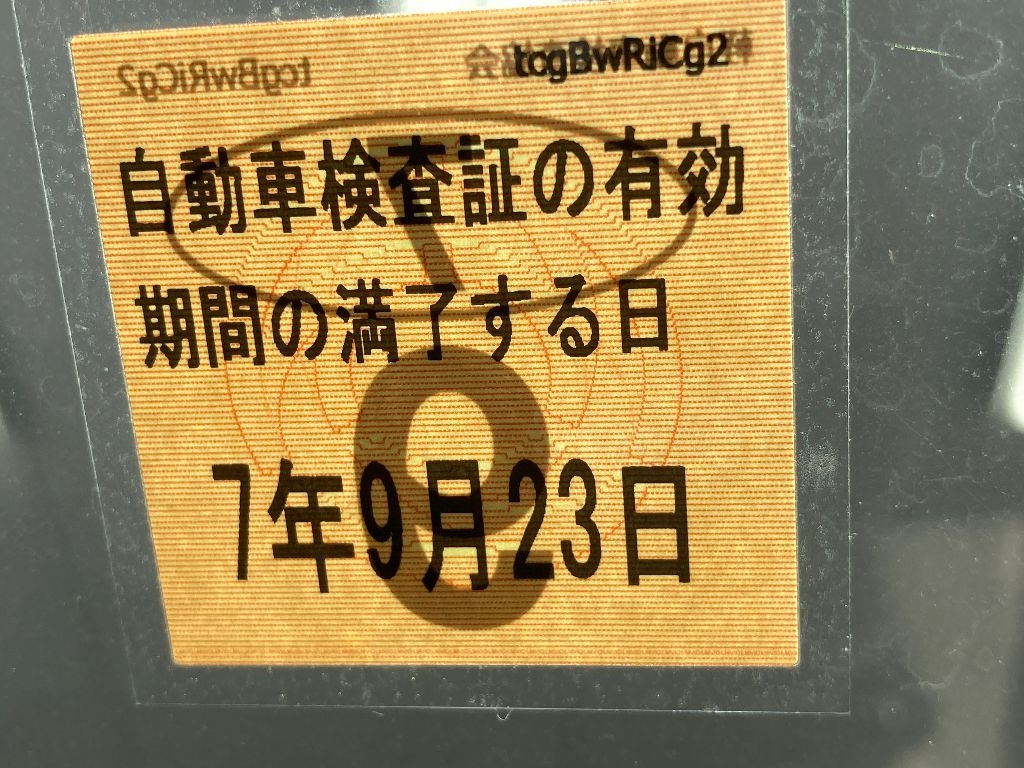 tcgBwRiCg2
自動車検査証の有効
期間の満了する日
7年9月23日